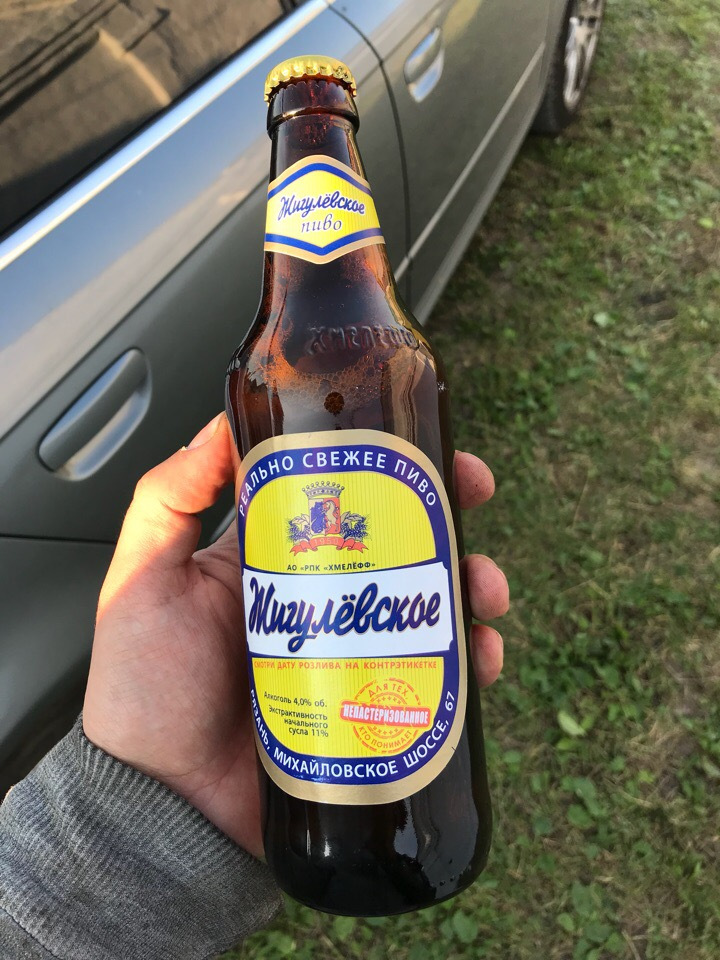 Жигулёвское
пиво
ХМЕЛЁFF
РЕАЛЬНО СВЕЖЕЕ ПИВО
АО «РПК «ХМЕЛЁФФ»
Жигулёвское
СМОТРИ ДАТУ РОЗЛИВА НА КОНТРЭТИКЕТКЕ
Алкоголь 4,0% об.
Экстрактивность
начального
сусла 11%
ДЛЯ ТЕХ,
НЕПАСТЕРИЗОВАННОЕ
КТО ПОНИМАЕТ
РЯЗАНЬ, МИХАЙЛОВСКОЕ ШОССЕ, 67